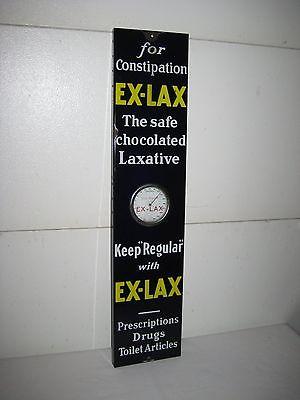 for
Constipation
EX-LAX
The safe
chocolated
Laxative
EX-LAX
Keep "Regular"
with
EX-LAX
Prescriptions
Drugs
Toilet Articles